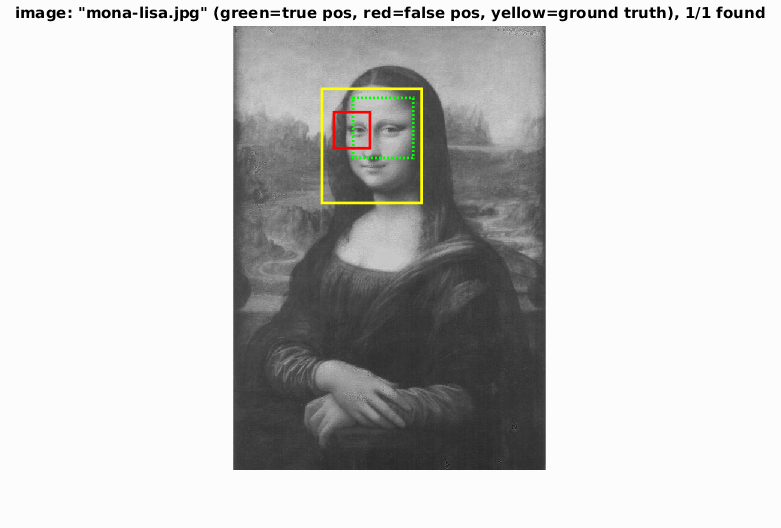 image: "mona-lisa.jpg" (green=true pos, red=false pos, yellow=ground truth), 1/1 found